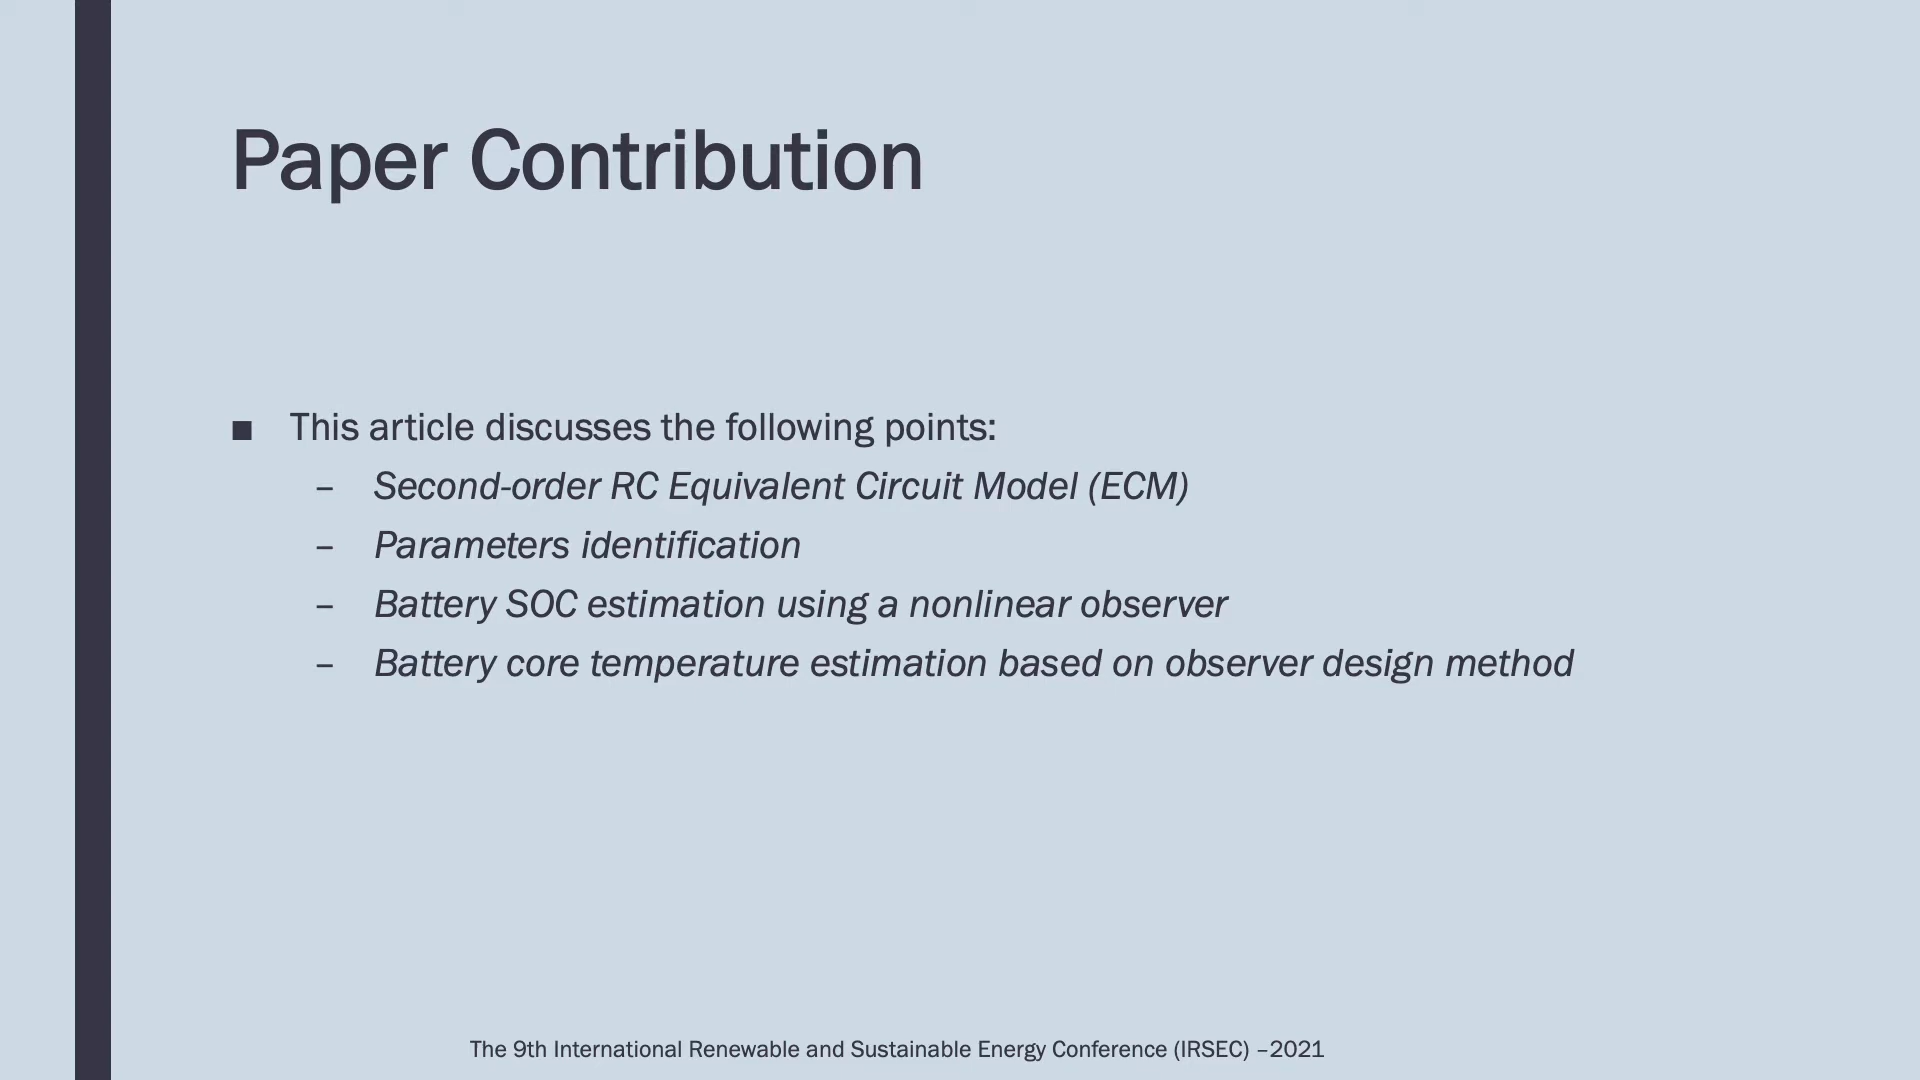 Paper Contribution
■ This article discusses the following points:
– Second-order RC Equivalent Circuit Model (ECM)
– Parameters identification
– Battery SOC estimation using a nonlinear observer
– Battery core temperature estimation based on observer design method
The 9th International Renewable and Sustainable Energy Conference (IRSEC) –2021